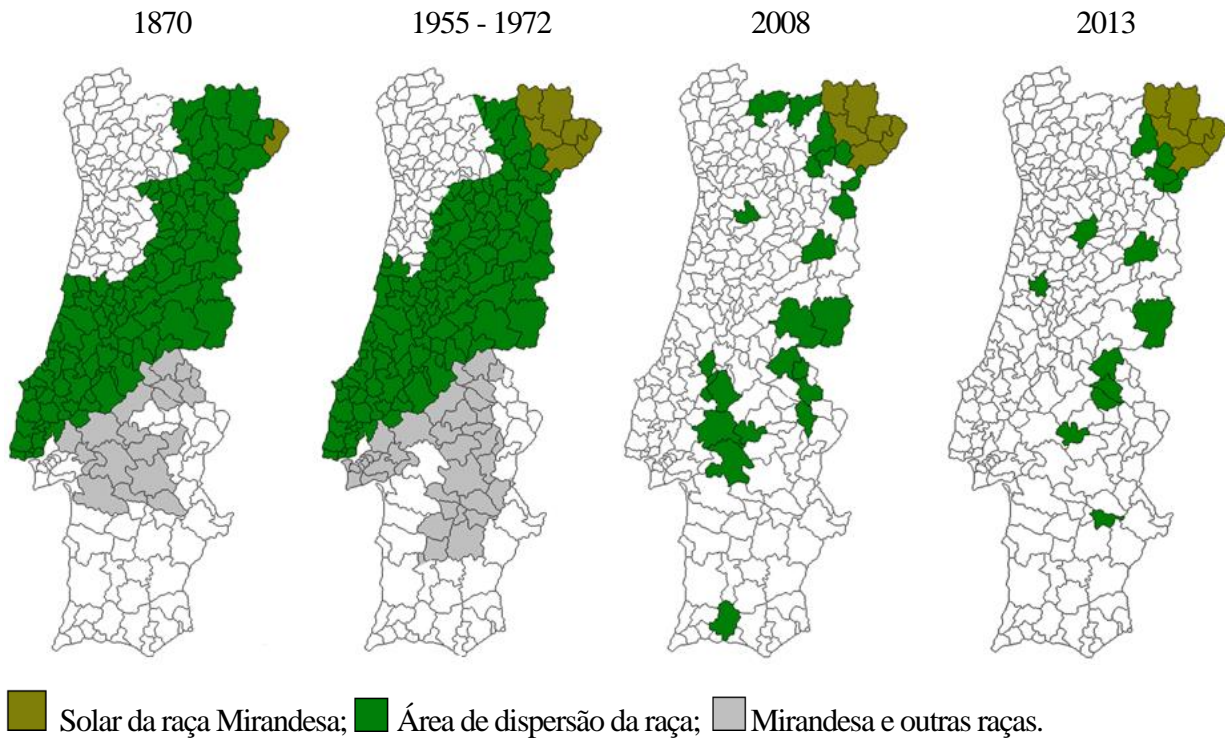 1870 1955 - 1972 2008 2013
Solar da raça Mirandesa; Área de dispersão da raça; Mirandesa e outras raças.